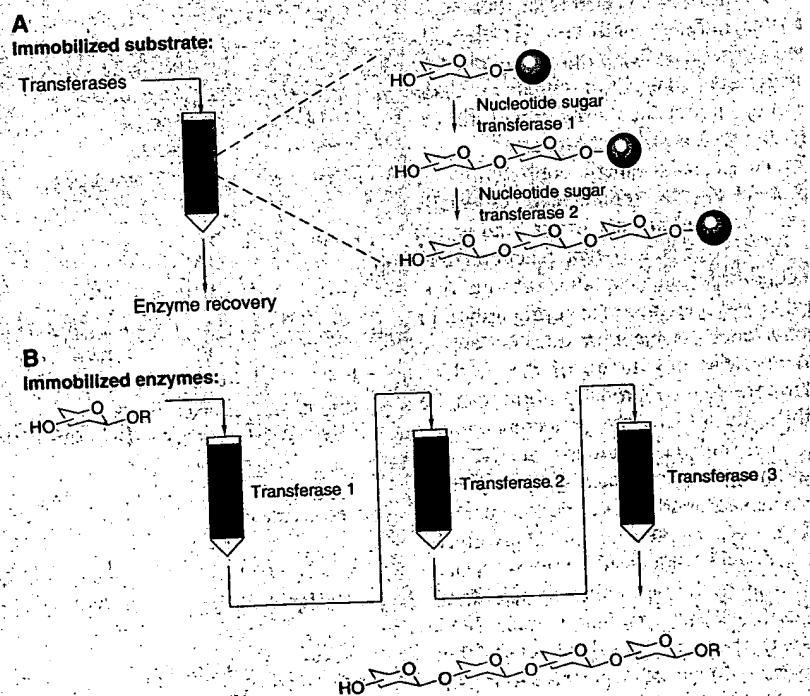 A
Immobilized substrate:
Transferases
Enzyme recovery
HO O O
Nucleotide sugar
transferase 1
HO O O O O
Nucleotide sugar
transferase 2
HO O O O O O O
B
Immobilized enzymes:
HO O OR
Transferase 1
Transferase 2
Transferase 3
HO O O O O O O O OR